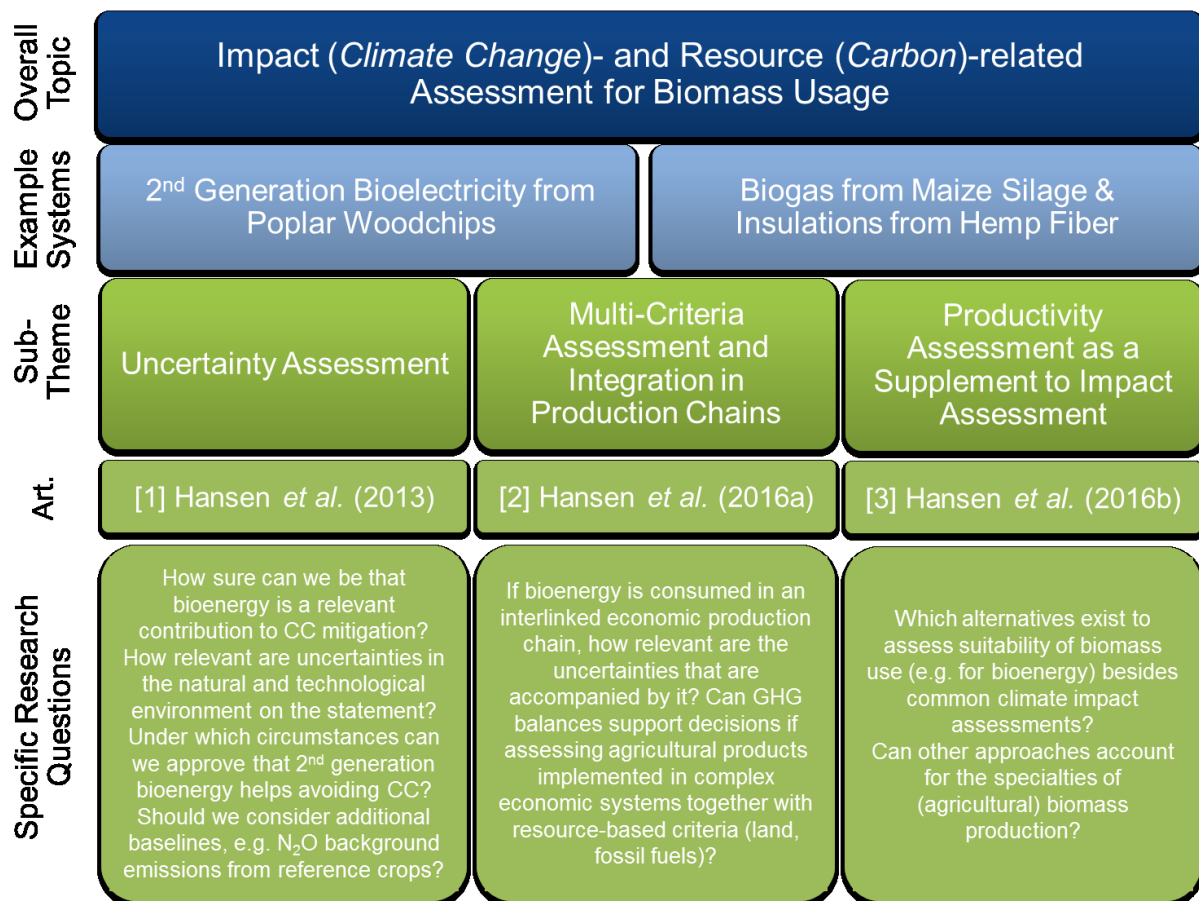 Overall
Topic
Impact (Climate Change)- and Resource (Carbon)-related
Assessment for Biomass Usage
Example
Systems
2nd Generation Bioelectricity from
Poplar Woodchips
Biogas from Maize Silage &
Insulations from Hemp Fiber
Sub-
Theme
Uncertainty Assessment
Multi-Criteria
Assessment and
Integration in
Production Chains
Productivity
Assessment as a
Supplement to Impact
Assessment
Art.
[1] Hansen et al. (2013)
[2] Hansen et al. (2016a)
[3] Hansen et al. (2016b)
Specific Research
Questions
How sure can we be that
bioenergy is a relevant
contribution to CC mitigation?
How relevant are uncertainties in
the natural and technological
environment on the statement?
Under which circumstances can
we approve that 2nd generation
bioenergy helps avoiding CC?
Should we consider additional
baselines, e.g. N2O background
emissions from reference crops?
If bioenergy is consumed in an
interlinked economic production
chain, how relevant are the
uncertainties that are
accompanied by it? Can GHG
balances support decisions if
assessing agricultural products
implemented in complex
economic systems together with
resource-based criteria (land,
fossil fuels)?
Which alternatives exist to
assess suitability of biomass
use (e.g. for bioenergy) besides
common climate impact
assessments?
Can other approaches account
for the specialties of
(agricultural) biomass
production?